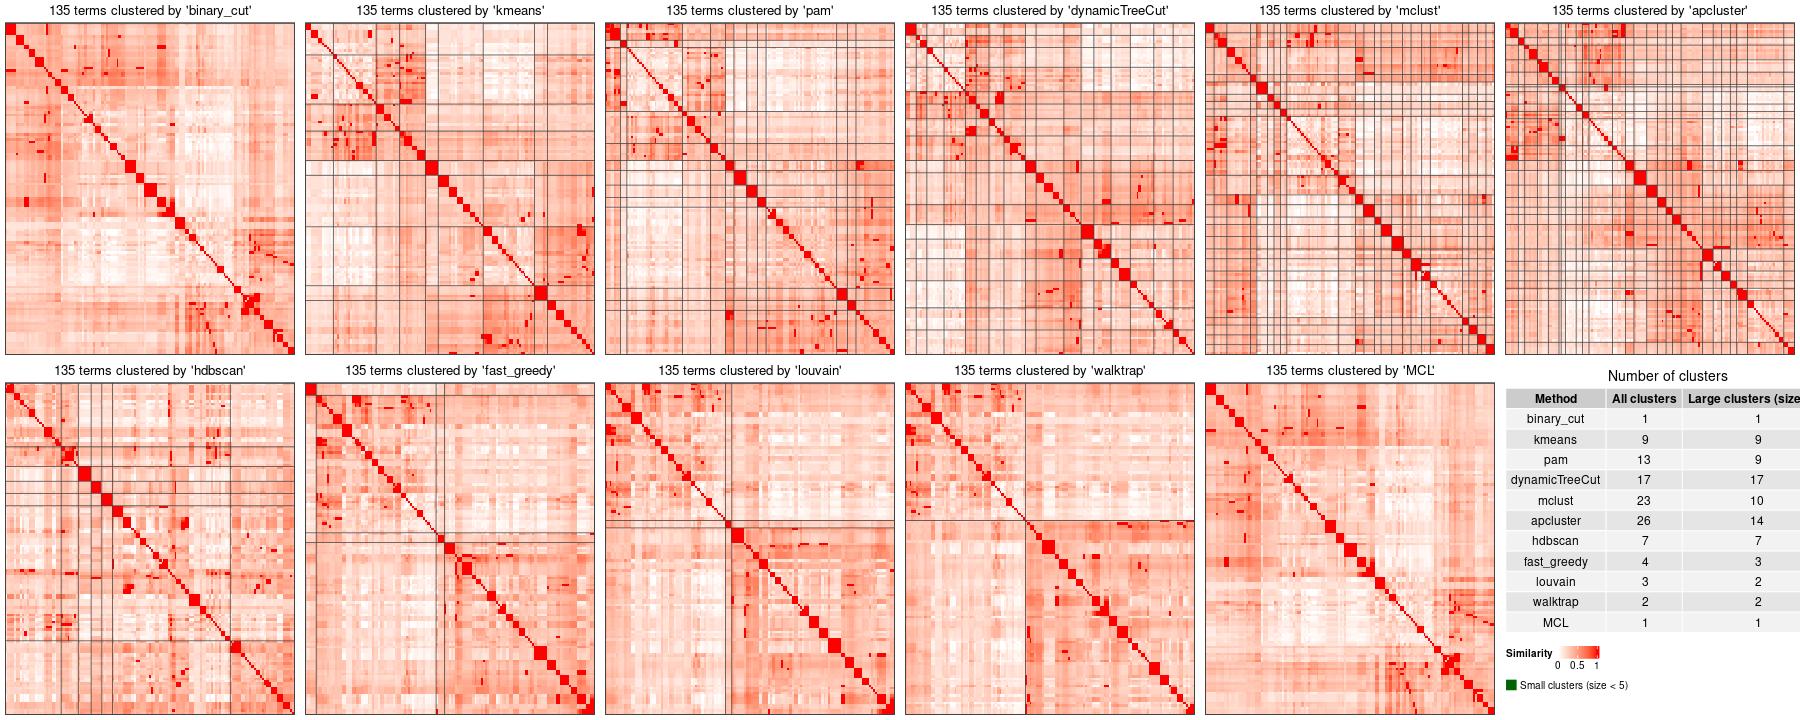 135 terms clustered by 'binary_cut'
135 terms clustered by 'kmeans'
135 terms clustered by 'pam'
135 terms clustered by 'dynamicTreeCut'
135 terms clustered by 'mclust'
135 terms clustered by 'apcluster'
135 terms clustered by 'hdbscan'
135 terms clustered by 'fast_greedy'
135 terms clustered by 'louvain'
135 terms clustered by 'walktrap'
135 terms clustered by 'MCL'
Number of clusters
Method All clusters Large clusters (size
binary_cut 1 1
kmeans 9 9
pam 13 9
dynamicTreeCut 17 17
mclust 23 10
apcluster 26 14
hdbscan 7 7
fast_greedy 4 3
louvain 3 2
walktrap 2 2
MCL 1 1
Similarity
0 0.5 1
Small clusters (size < 5)